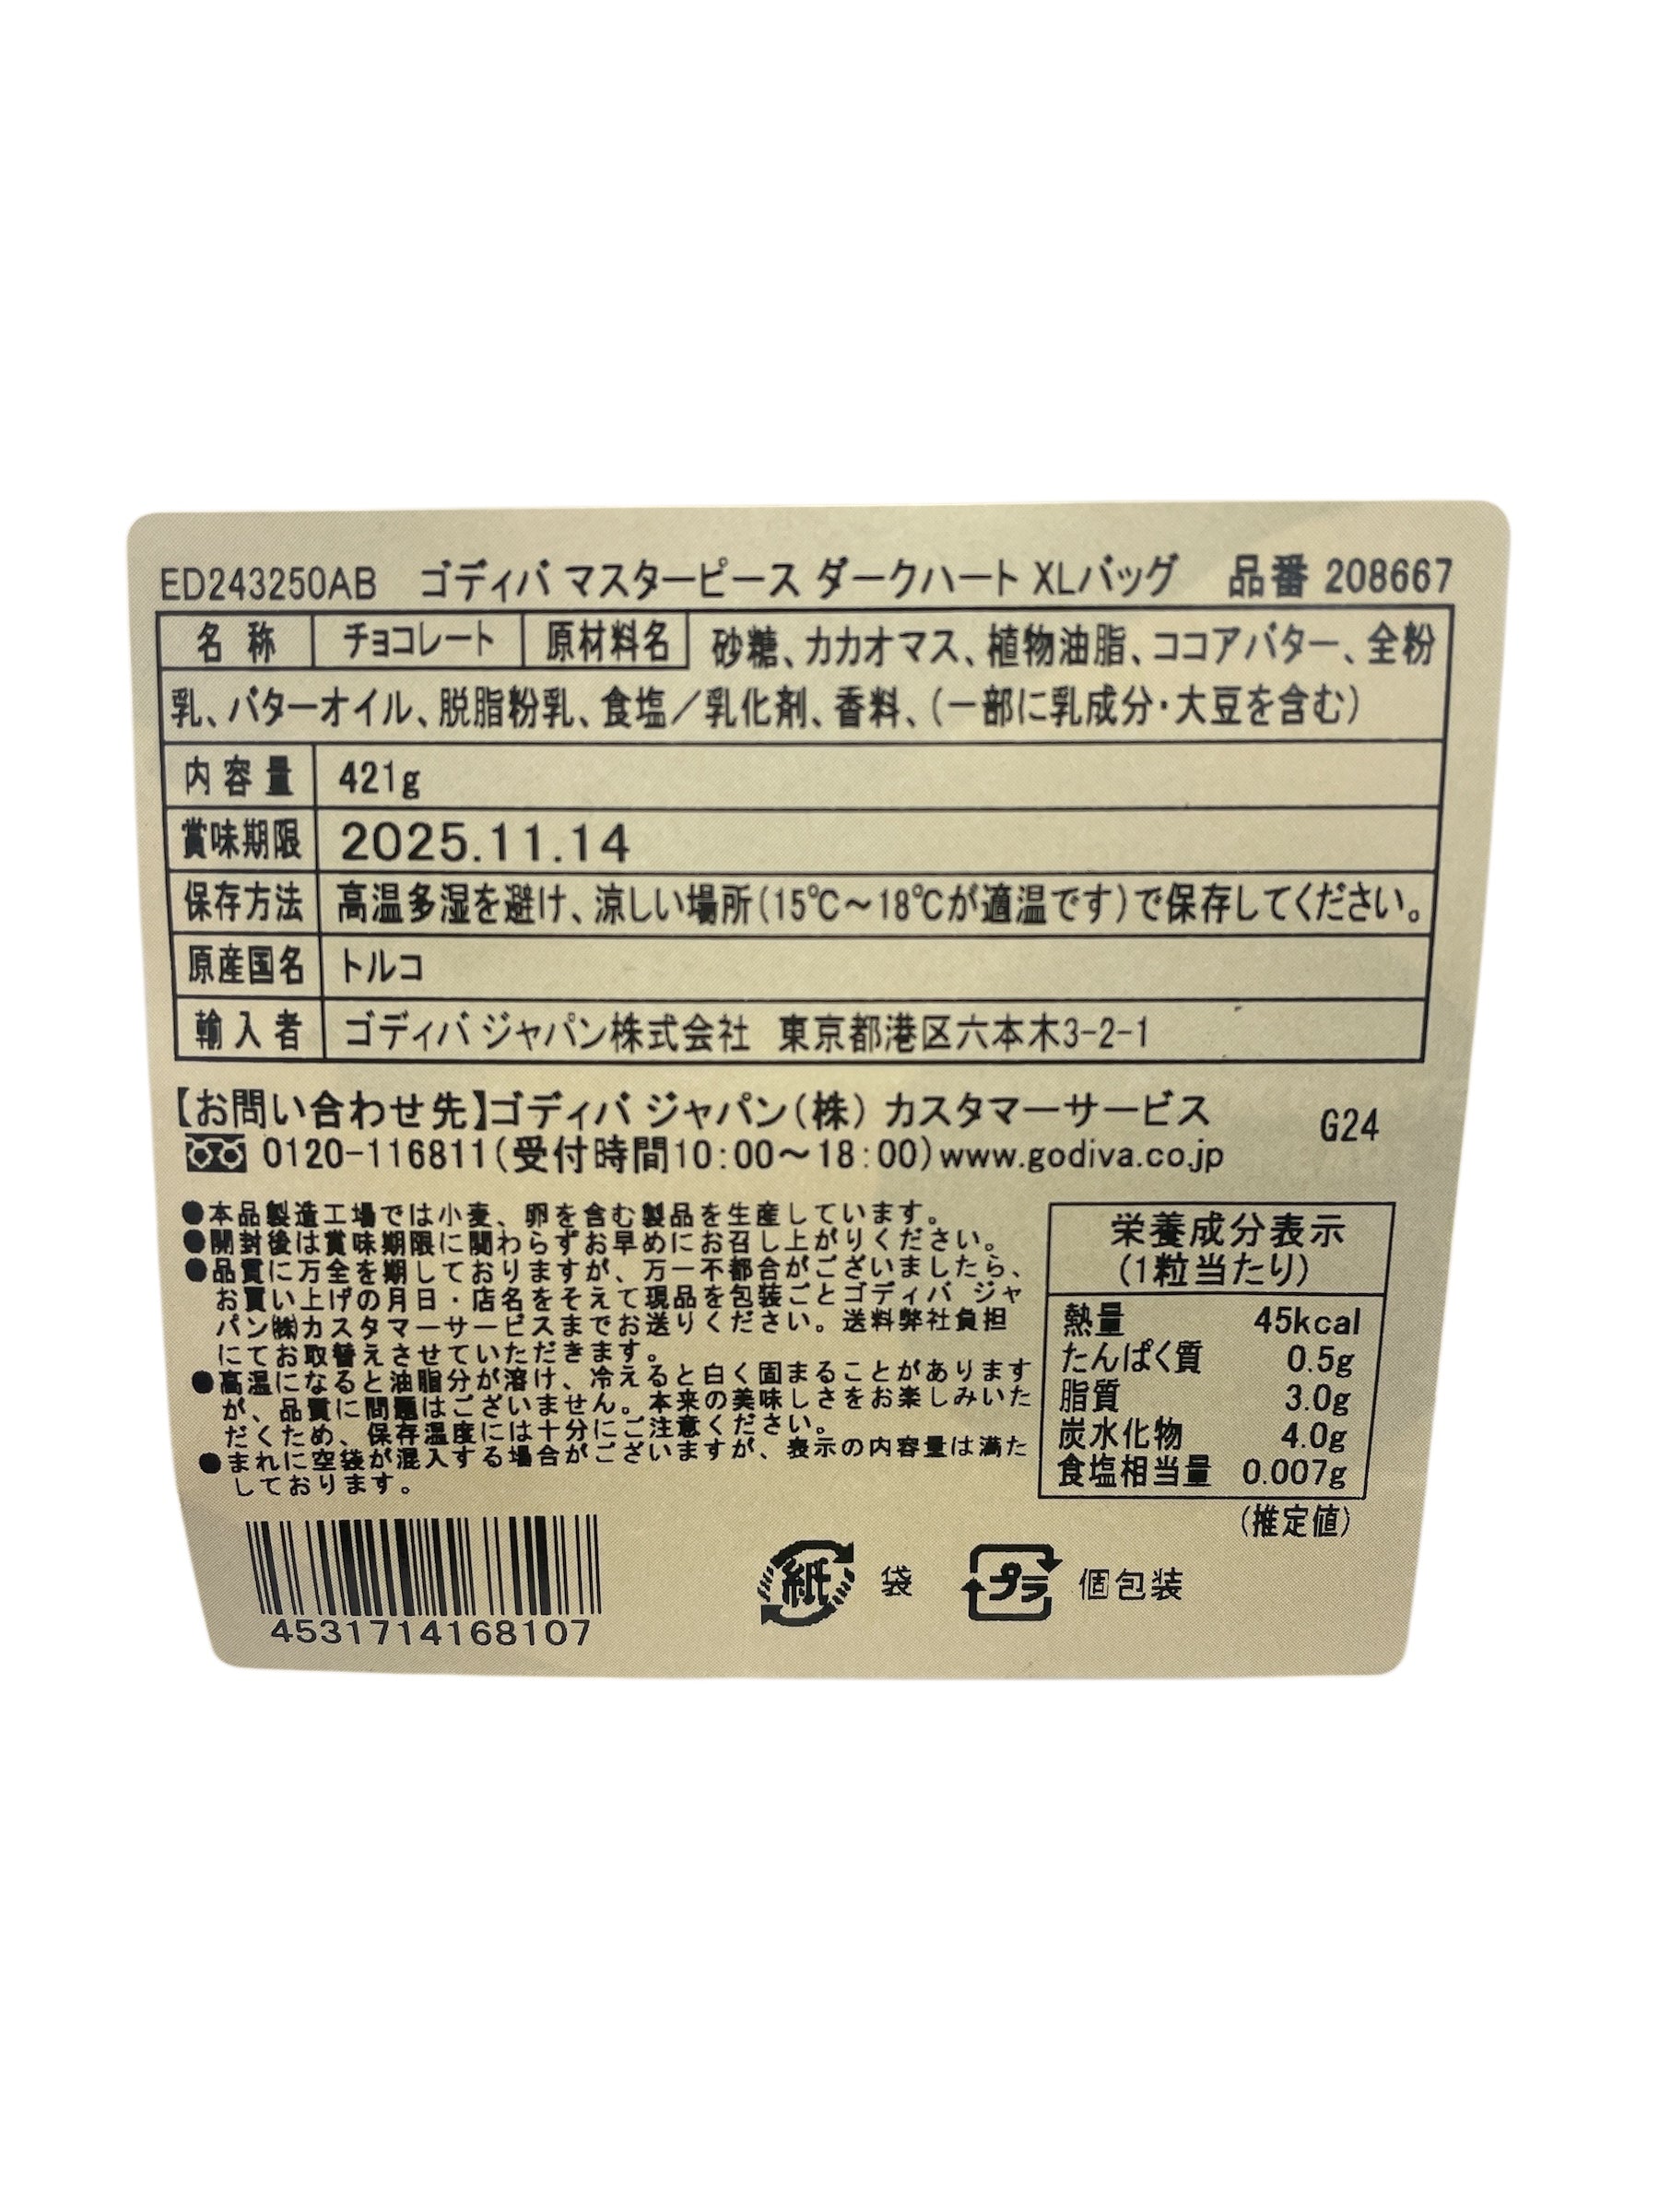 ED243250AB ゴディバ マスターピース ダークハート XLバッグ 品番 208667
名称 チョコレート 原材料名 砂糖、カカオマス、植物油脂、ココアバター、全粉
乳、バターオイル、脱脂粉乳、食塩／乳化剤、香料、(一部に乳成分・大豆を含む)
内容量 421g
賞味期限 2025.11.14
保存方法 高温多湿を避け、涼しい場所(15℃～18℃が適温です)で保存してください。
原産国名 トルコ
輸入者 ゴディバ ジャパン株式会社 東京都港区六本木3-2-1
【お問い合わせ先】ゴディバ ジャパン(株) カスタマーサービス G24
0120-116811(受付時間10:00～18:00)www.godiva.co.jp
●本品製造工場では小麦、卵を含む製品を生産しています。
●開封後は賞味期限に関わらずお早めにお召し上がりください。
●品質に万全を期しておりますが、万一不都合がございましたら、
お買い上げの月日・店名をそえて現品を包装ごとゴディバ ジャ
パン㈱カスタマーサービスまでお送りください。送料弊社負担
にてお取替えさせていただきます。
●高温になると油脂分が溶け、冷えると白く固まることがあります
が、品質に問題はございません。本来の美味しさをお楽しみいた
だくため、保存温度には十分にご注意ください。
●まれに空袋が混入する場合がございますが、表示の内容量は満た
しております。
栄養成分表示
(1粒当たり)
熱量 45kcal
たんぱく質 0.5g
脂質 3.0g
炭水化物 4.0g
食塩相当量 0.007g
(推定値)
4531714168107
紙 袋 プラ 個包装